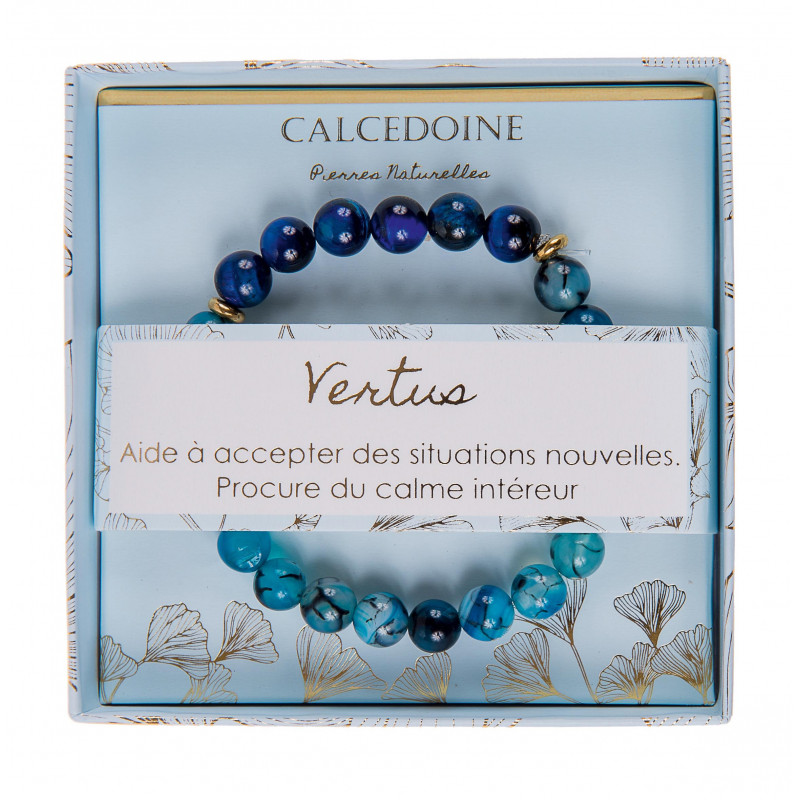 CALCEDOINE
Pierres Naturelles
Vertus
Aide à accepter des situations nouvelles.
Procure du calme intéreur